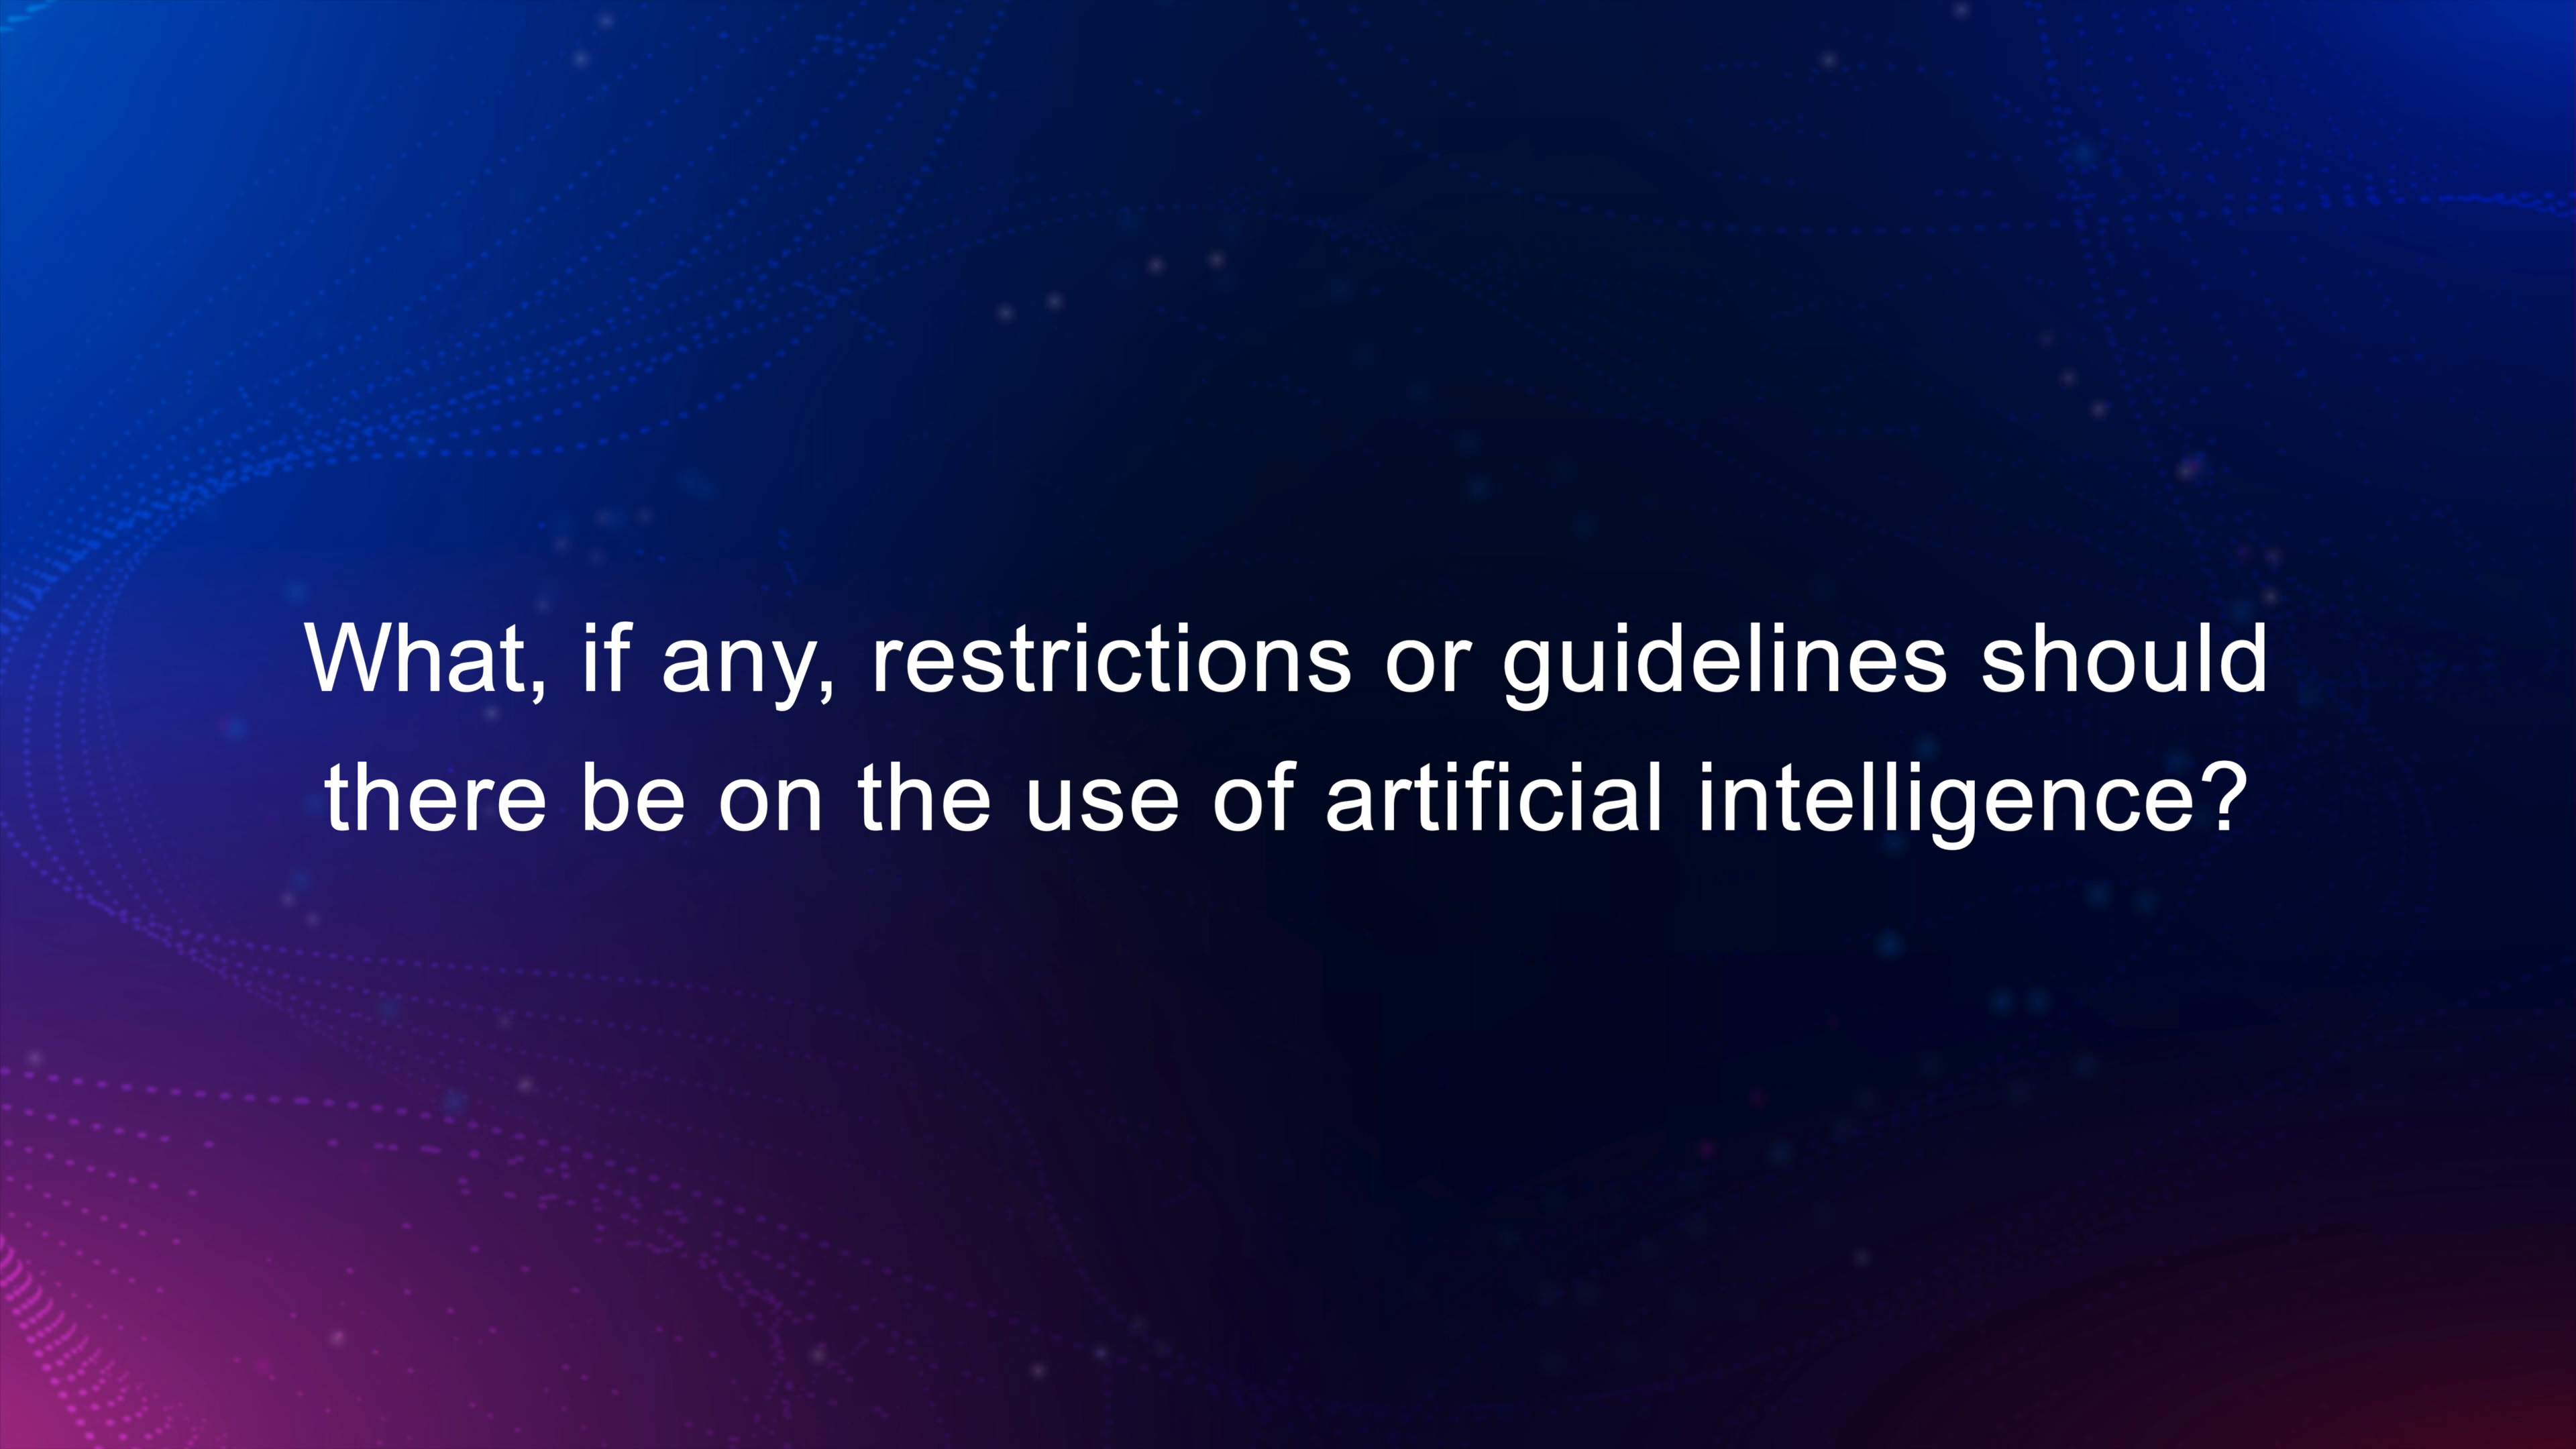 What, if any, restrictions or guidelines should
there be on the use of artificial intelligence?